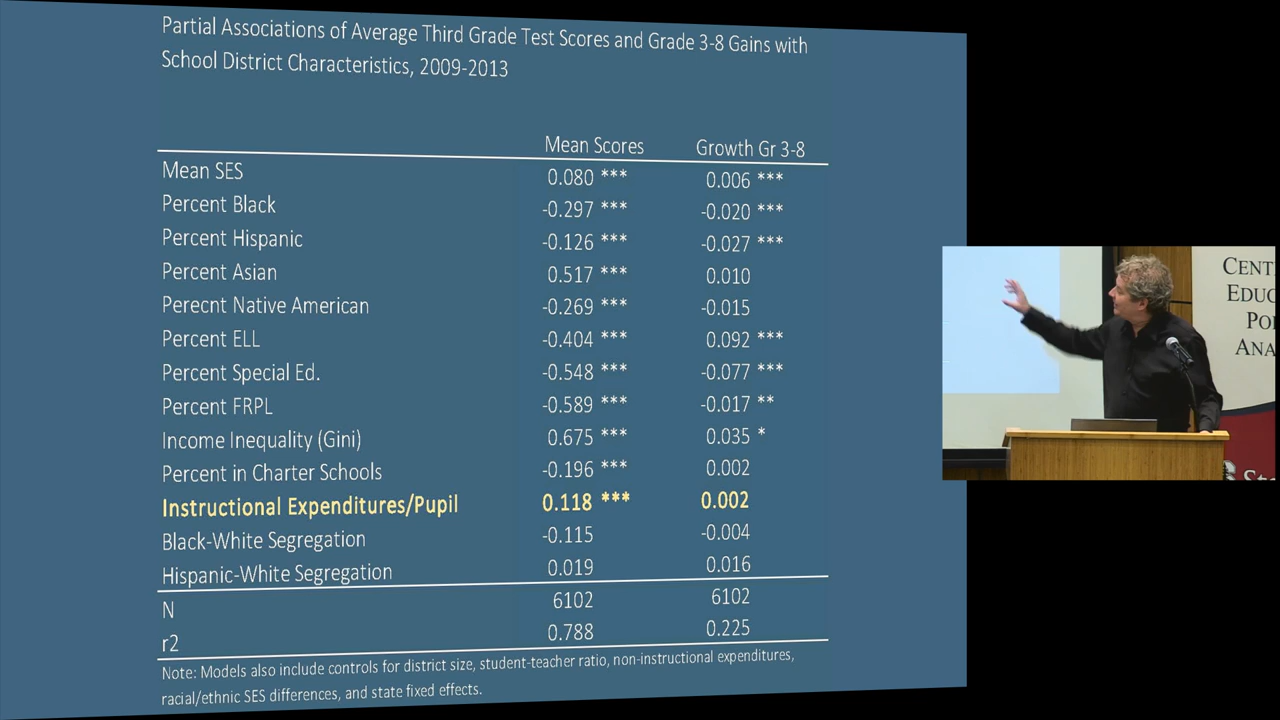 Partial Associations of Average Third Grade Test Scores and Grade 3-8 Gains with
School District Characteristics, 2009-2013
Mean Scores Growth Gr 3-8
Mean SES 0.080 *** 0.006 ***
Percent Black -0.297 *** -0.020 ***
Percent Hispanic -0.126 *** -0.027 ***
Percent Asian 0.517 *** 0.010
Perecnt Native American -0.269 *** -0.015
Percent ELL -0.404 *** 0.092 ***
Percent Special Ed. -0.548 *** -0.077 ***
Percent FRPL -0.589 *** -0.017 **
Income Inequality (Gini) 0.675 *** 0.035 *
Percent in Charter Schools -0.196 *** 0.002
Instructional Expenditures/Pupil 0.118 *** 0.002
Black-White Segregation -0.115 -0.004
Hispanic-White Segregation 0.019 0.016
N 6102 6102
r2 0.788 0.225
Note: Models also include controls for district size, student-teacher ratio, non-instructional expenditures,
racial/ethnic SES differences, and state fixed effects.
CENT
EDUC
PO
ANA
St